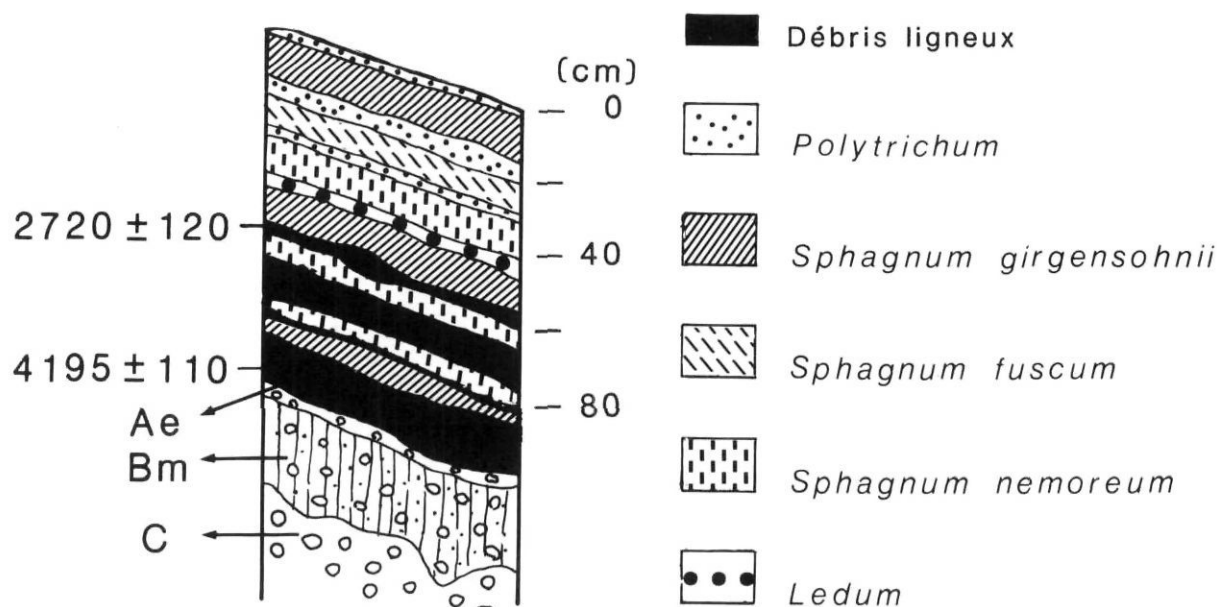 (cm)
0
40
80
2720 ± 120
4195 ± 110
Ae
Bm
C
Débris ligneux
Polytrichum
Sphagnum girgensohnii
Sphagnum fuscum
Sphagnum nemoreum
Ledum